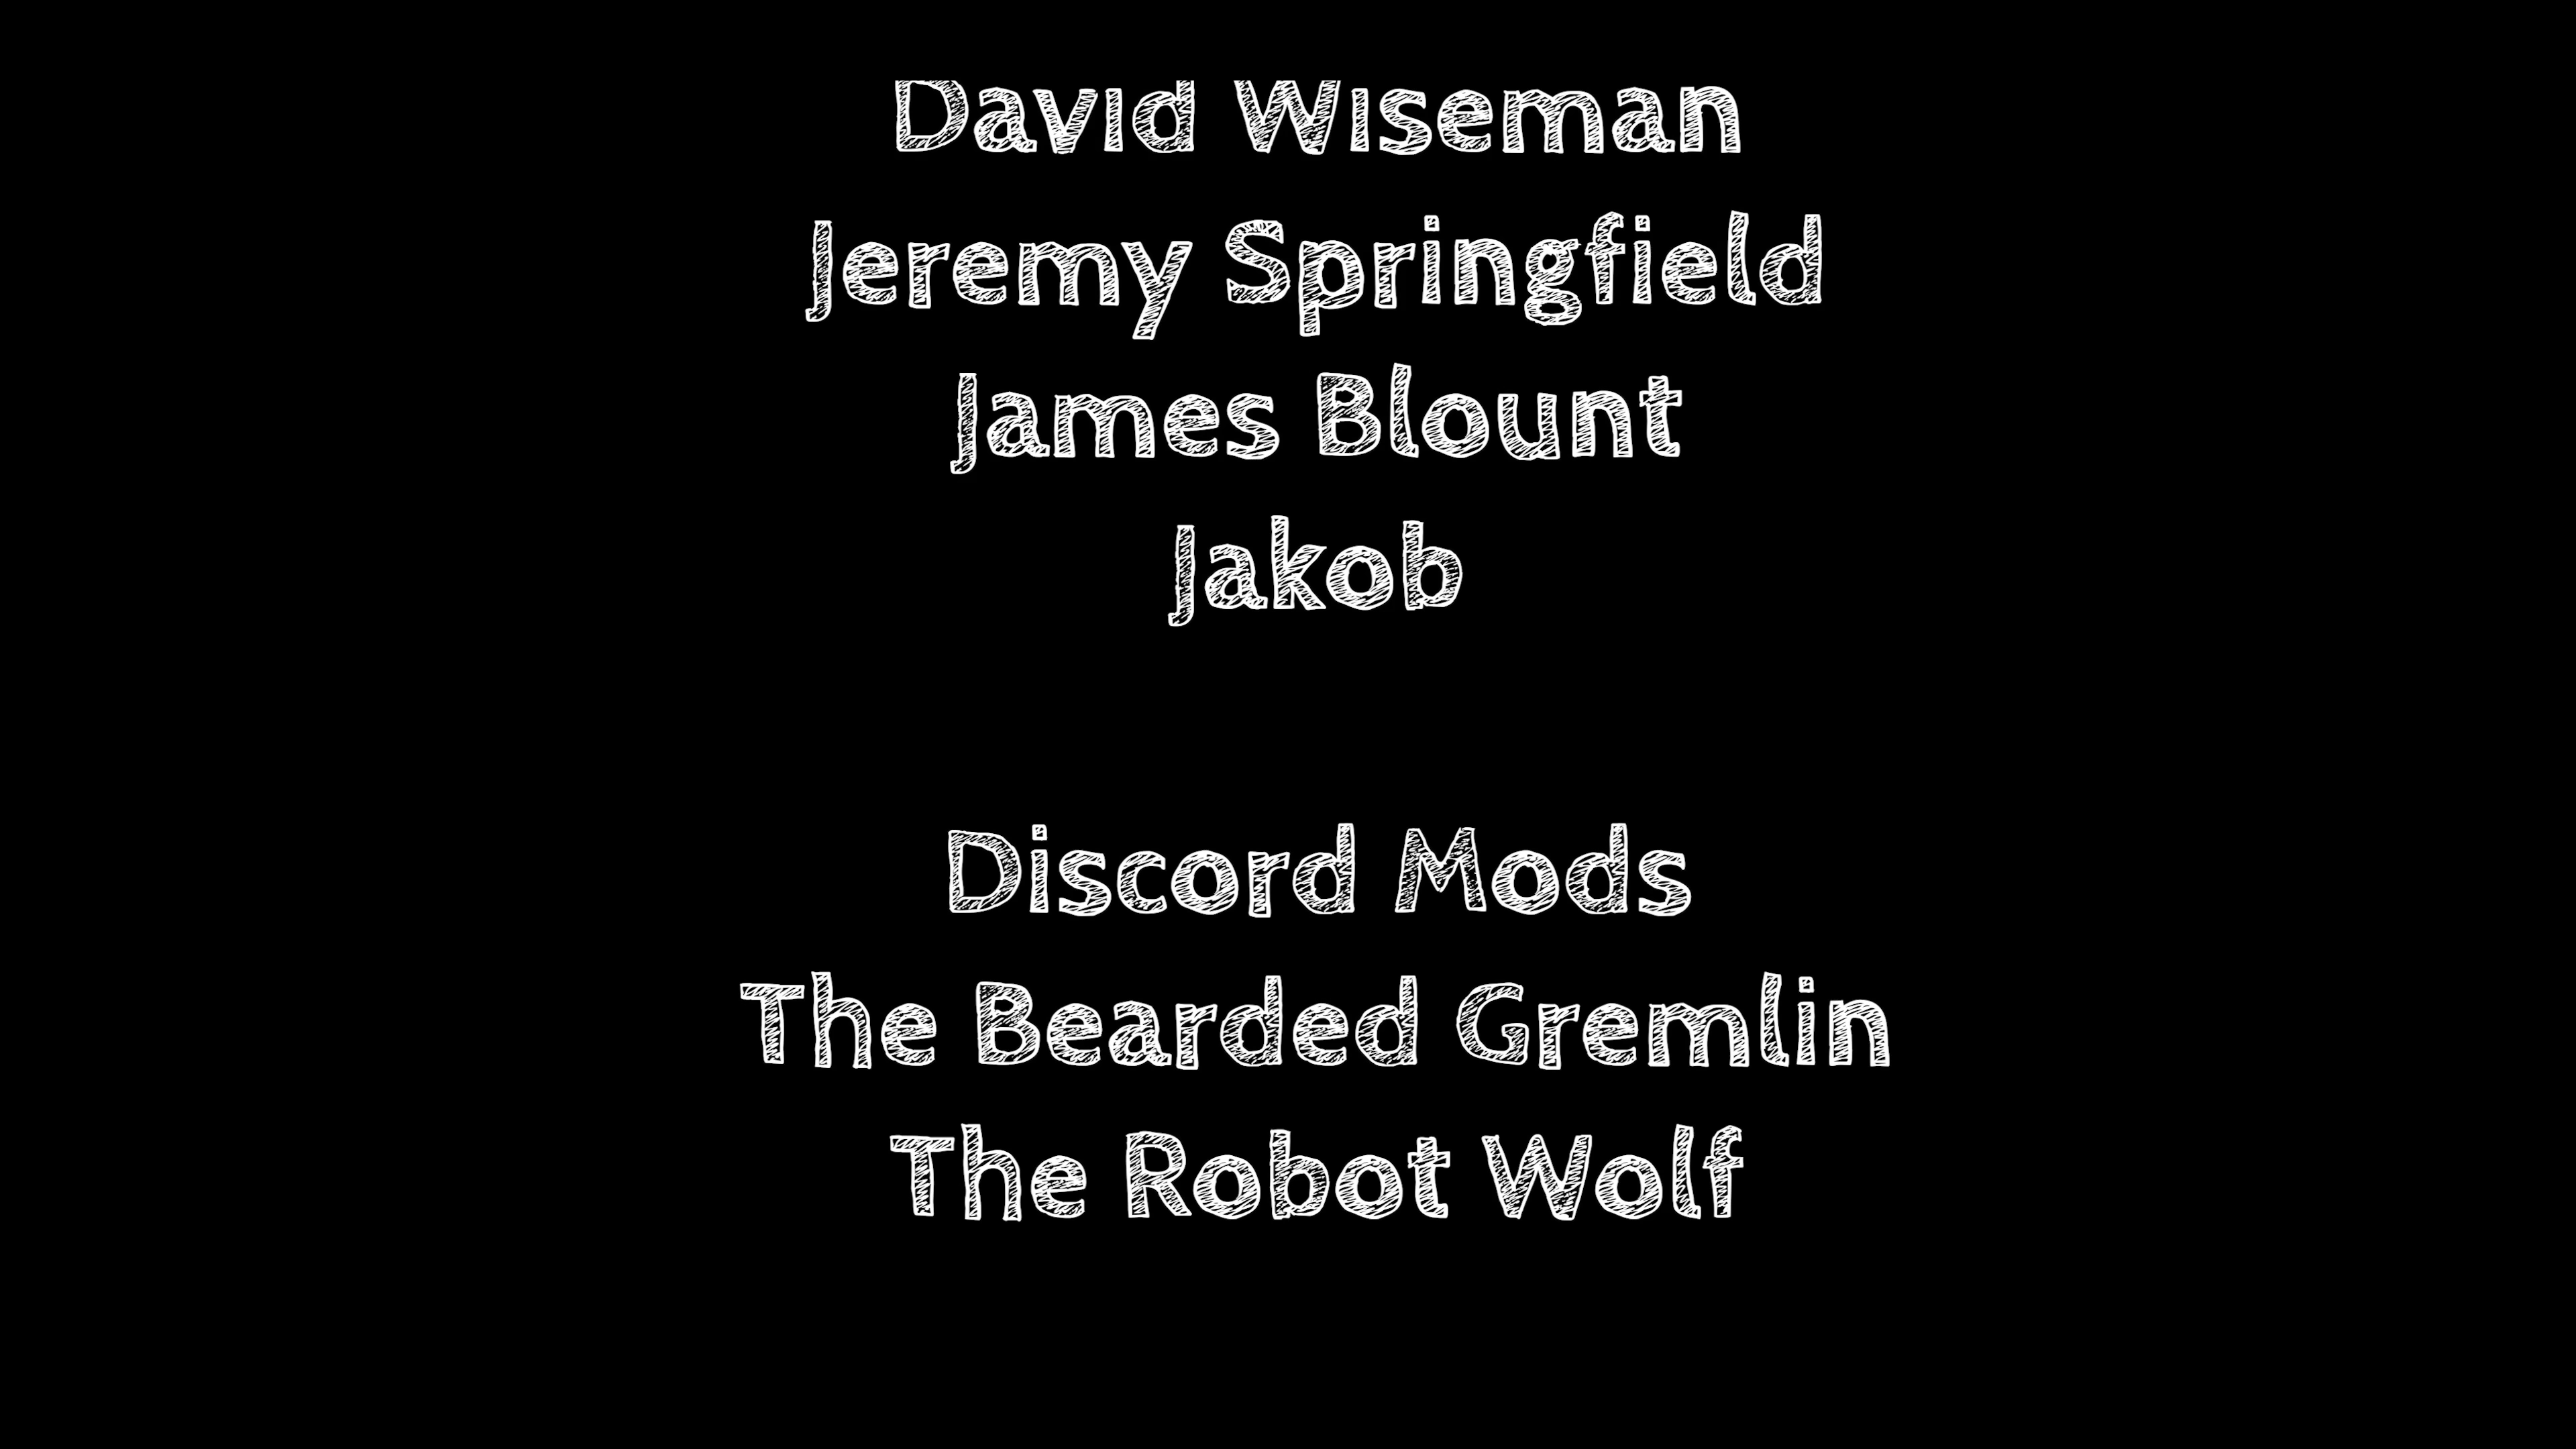 David Wiseman
Jeremy Springfield
James Blount
Jakob
Discord Mods
The Bearded Gremlin
The Robot Wolf